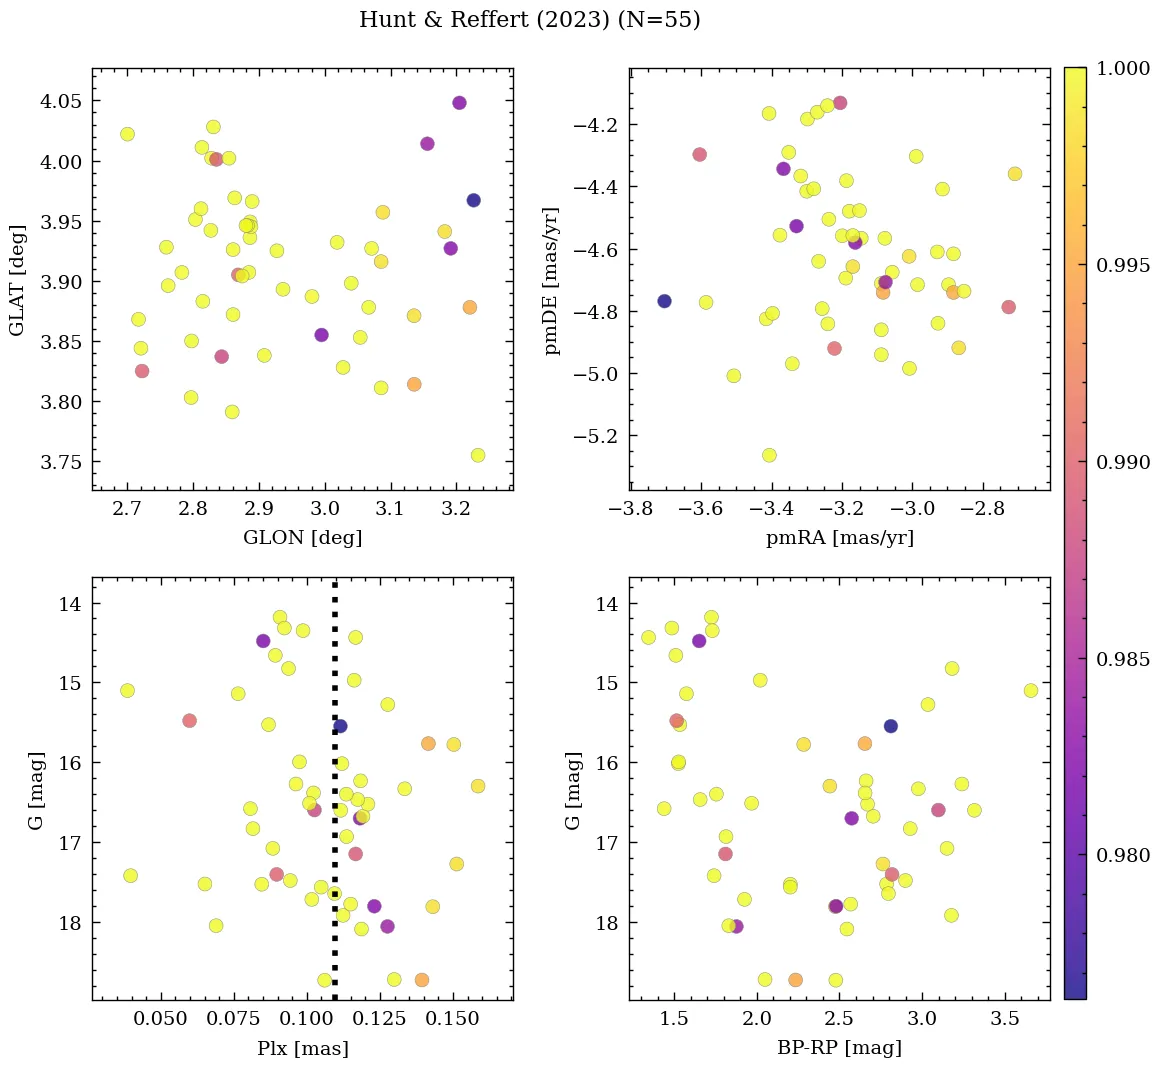 Hunt & Reffert (2023) (N=55)
4.05
4.00
3.95
3.90
3.85
3.80
3.75
GLAT [deg]
2.7 2.8 2.9 3.0 3.1 3.2
GLON [deg]
−4.2
−4.4
−4.6
−4.8
−5.0
−5.2
pmDE [mas/yr]
−3.8 −3.6 −3.4 −3.2 −3.0 −2.8
pmRA [mas/yr]
14
15
16
17
18
G [mag]
0.050 0.075 0.100 0.125 0.150
Plx [mas]
14
15
16
17
18
G [mag]
1.5 2.0 2.5 3.0 3.5
BP-RP [mag]
1.000
0.995
0.990
0.985
0.980